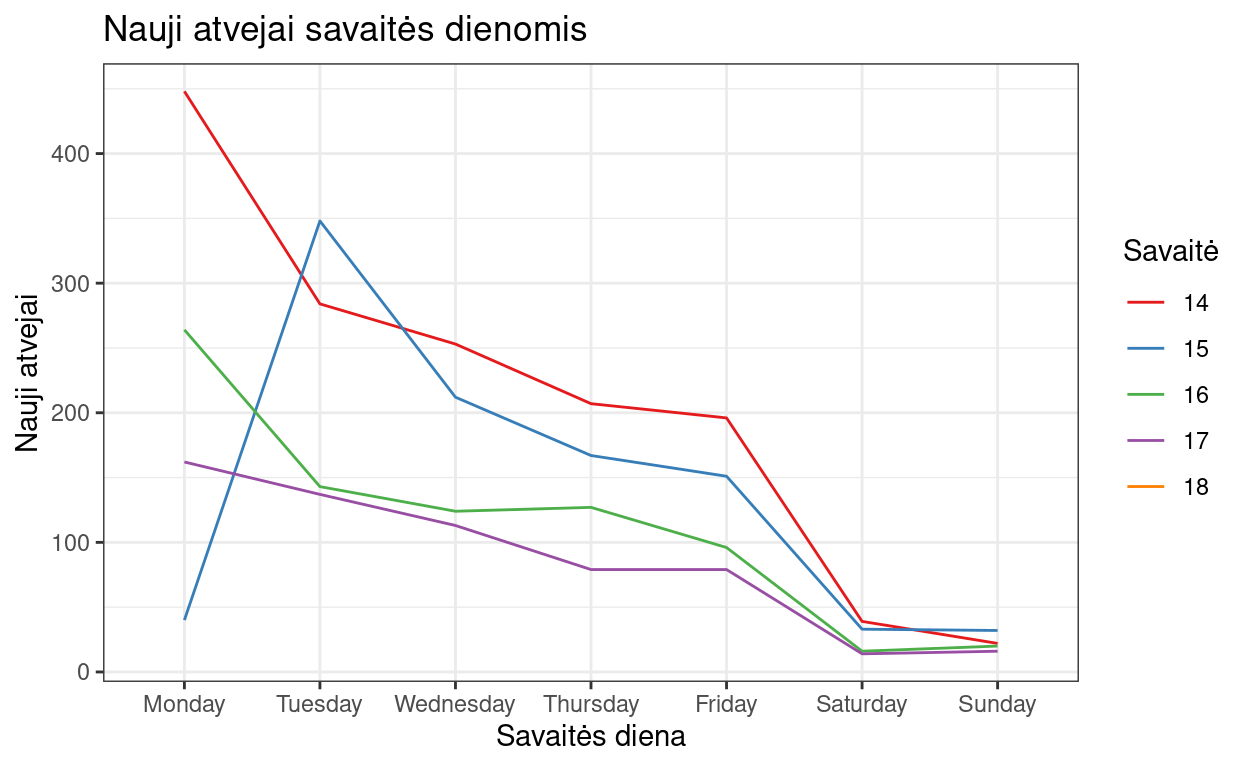 Nauji atvejai savaitės dienomis
Nauji atvejai
400
300
200
100
0
Monday Tuesday Wednesday Thursday Friday Saturday Sunday
Savaitės diena
Savaitė
14
15
16
17
18